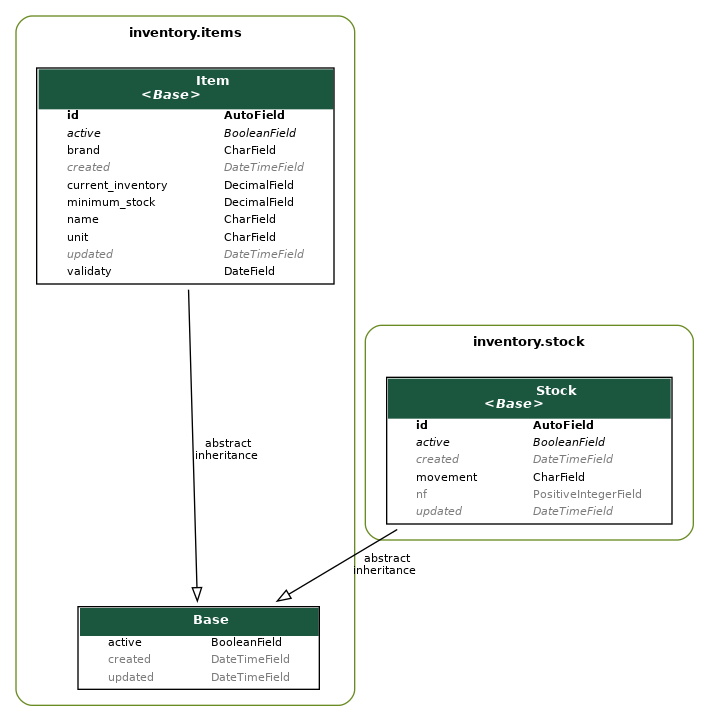 inventory.items
Item
<Base>
id AutoField
active BooleanField
brand CharField
created DateTimeField
current_inventory DecimalField
minimum_stock DecimalField
name CharField
unit CharField
updated DateTimeField
validaty DateField
inventory.stock
Stock
<Base>
id AutoField
active BooleanField
created DateTimeField
movement CharField
nf PositiveIntegerField
updated DateTimeField
abstract
inheritance
abstract
inheritance
Base
active BooleanField
created DateTimeField
updated DateTimeField